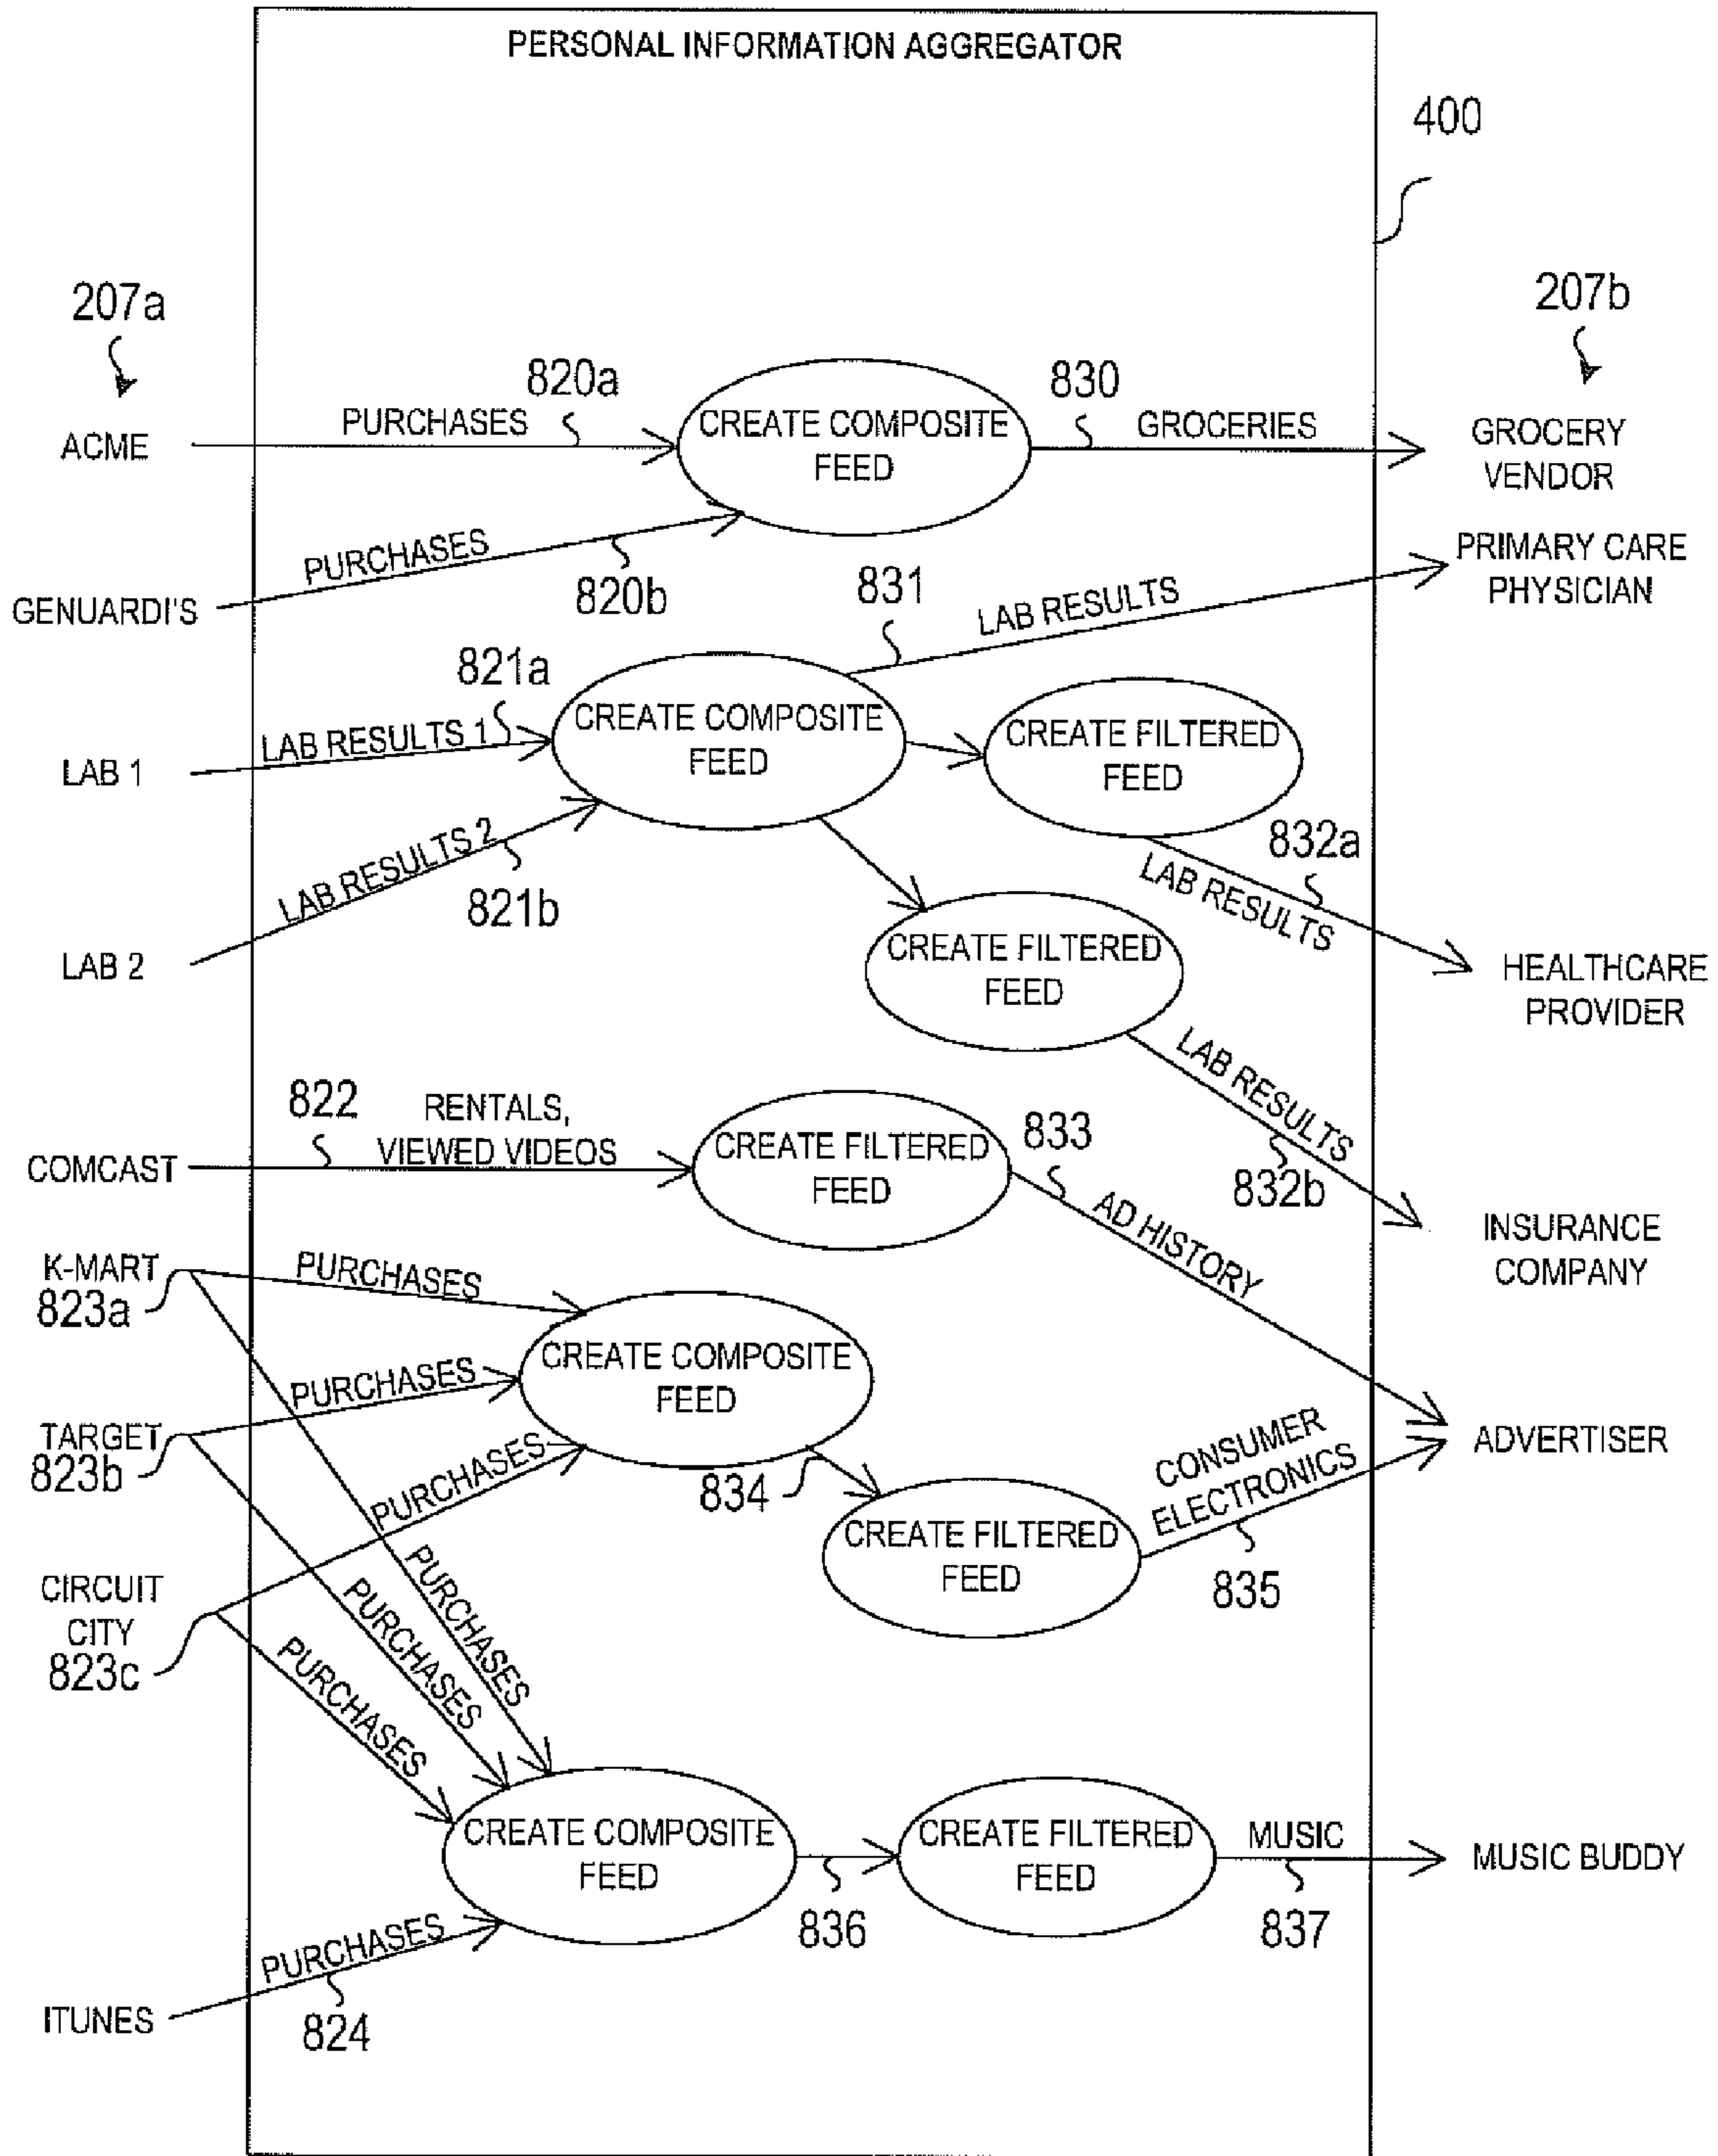 PERSONAL INFORMATION AGGREGATOR
400
207a
207b
820a
830
PURCHASES
CREATE COMPOSITE
FEED
GROCERIES
ACME
GROCERY
VENDOR
PURCHASES
820b
GENUARDI'S
831
LAB RESULTS
PRIMARY CARE
PHYSICIAN
821a
LAB RESULTS 1
CREATE COMPOSITE
FEED
CREATE FILTERED
FEED
LAB 1
LAB RESULTS 2
821b
832a
LAB RESULTS
LAB 2
CREATE FILTERED
FEED
HEALTHCARE
PROVIDER
LAB RESULTS
832b
822
RENTALS,
VIEWED VIDEOS
CREATE FILTERED
FEED
833
AD HISTORY
COMCAST
INSURANCE
COMPANY
K-MART
823a
PURCHASES
CREATE COMPOSITE
FEED
PURCHASES
TARGET
823b
PURCHASES
834
CONSUMER
ELECTRONICS
ADVERTISER
CREATE FILTERED
FEED
835
CIRCUIT
CITY
823c
PURCHASES
PURCHASES
PURCHASES
CREATE COMPOSITE
FEED
836
CREATE FILTERED
FEED
MUSIC
837
MUSIC BUDDY
PURCHASES
824
ITUNES